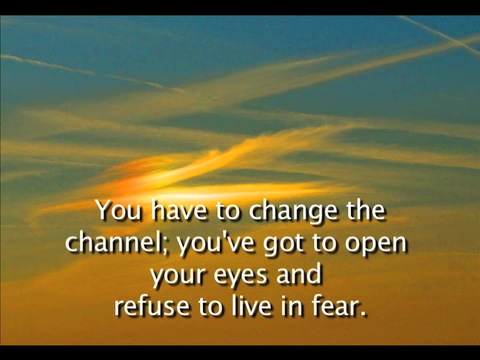 You have to change the
channel; you've got to open
your eyes and
refuse to live in fear.